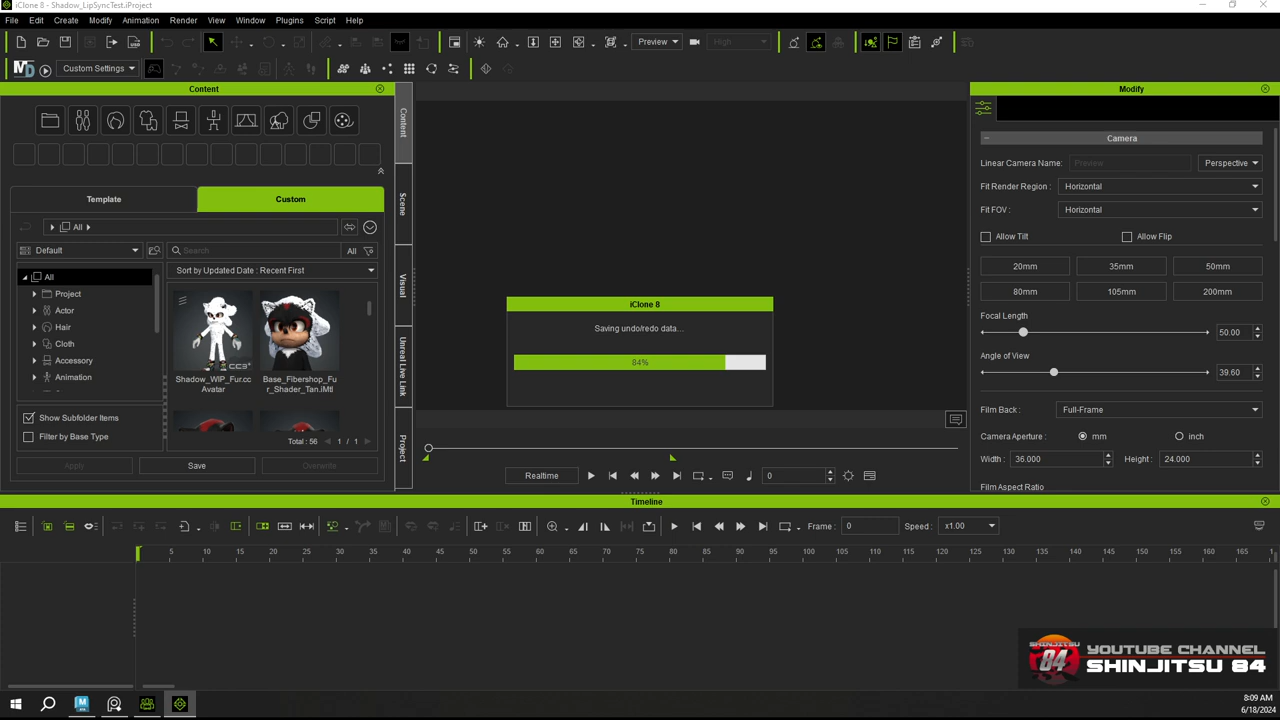 iClone 8 - Shadow_LipSyncTest.iProject
File Edit Create Modify Animation Render View Window Plugins Script Help
Preview High
Custom Settings
Content
Template Custom
All
Default Search All
Sort by Updated Date : Recent First
All
Project
Actor
Hair
Cloth
Accessory
Animation
CC3+
Shadow_WIP_Fur.cc
Avatar
Base_Fibershop_Fu
r_Shader_Tan.iMtl
Show Subfolder Items
Filter by Base Type
Total : 56 1 / 1
Apply Save Overwrite
Content
Scene
Visual
Unreal Live Link
Project
iClone 8
Saving undo/redo data...
84%
Realtime 0
Modify
Camera
Linear Camera Name: Preview Perspective
Fit Render Region : Horizontal
Fit FOV : Horizontal
Allow Tilt Allow Flip
20mm 35mm 50mm
80mm 105mm 200mm
Focal Length
50.00
Angle of View
39.60
Film Back : Full-Frame
Camera Aperture : mm inch
Width : 36.000 Height : 24.000
Film Aspect Ratio
Timeline
Frame : 0 Speed : x1.00
5 10 15 20 25 30 35 40 45 50 55 60 65 70 75 80 85 90 95 100 105 110 115 120 125 130 135 140 145 150 155 160 165 1
SHINJITSU
84
YOUTUBE CHANNEL
SHINJITSU 84
8:09 AM
6/18/2024